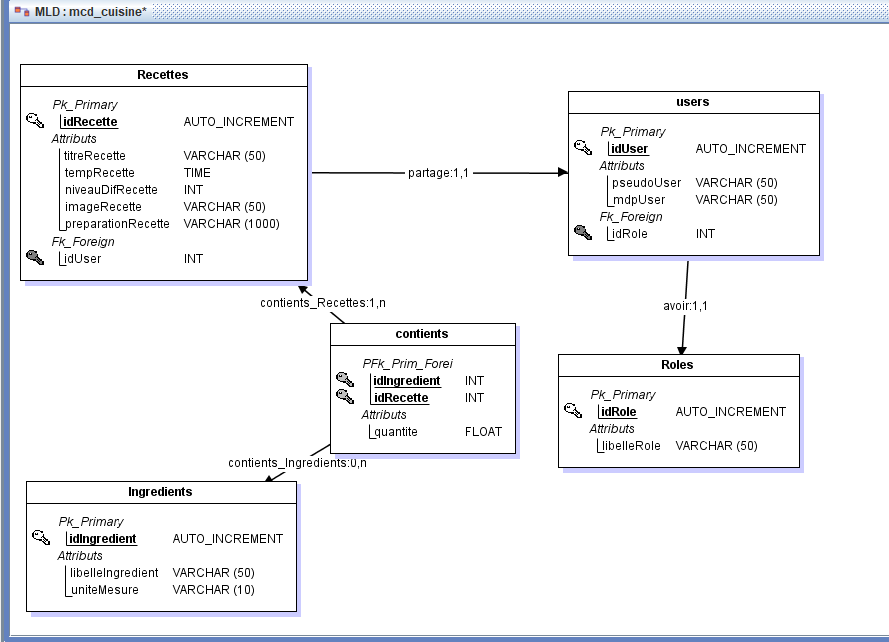 MLD : mcd_cuisine*
Recettes
Pk_Primary
idRecette AUTO_INCREMENT
Attributs
titreRecette VARCHAR (50)
tempRecette TIME
niveauDifRecette INT
imageRecette VARCHAR (50)
preparationRecette VARCHAR (1000)
Fk_Foreign
idUser INT
partage:1,1
users
Pk_Primary
idUser AUTO_INCREMENT
Attributs
pseudoUser VARCHAR (50)
mdpUser VARCHAR (50)
Fk_Foreign
idRole INT
contients_Recettes:1,n
avoir:1,1
contients
PFk_Prim_Forei
idIngredient INT
idRecette INT
Attributs
quantite FLOAT
Roles
Pk_Primary
idRole AUTO_INCREMENT
Attributs
libelleRole VARCHAR (50)
contients_Ingredients:0,n
Ingredients
Pk_Primary
idIngredient AUTO_INCREMENT
Attributs
libelleIngredient VARCHAR (50)
uniteMesure VARCHAR (10)